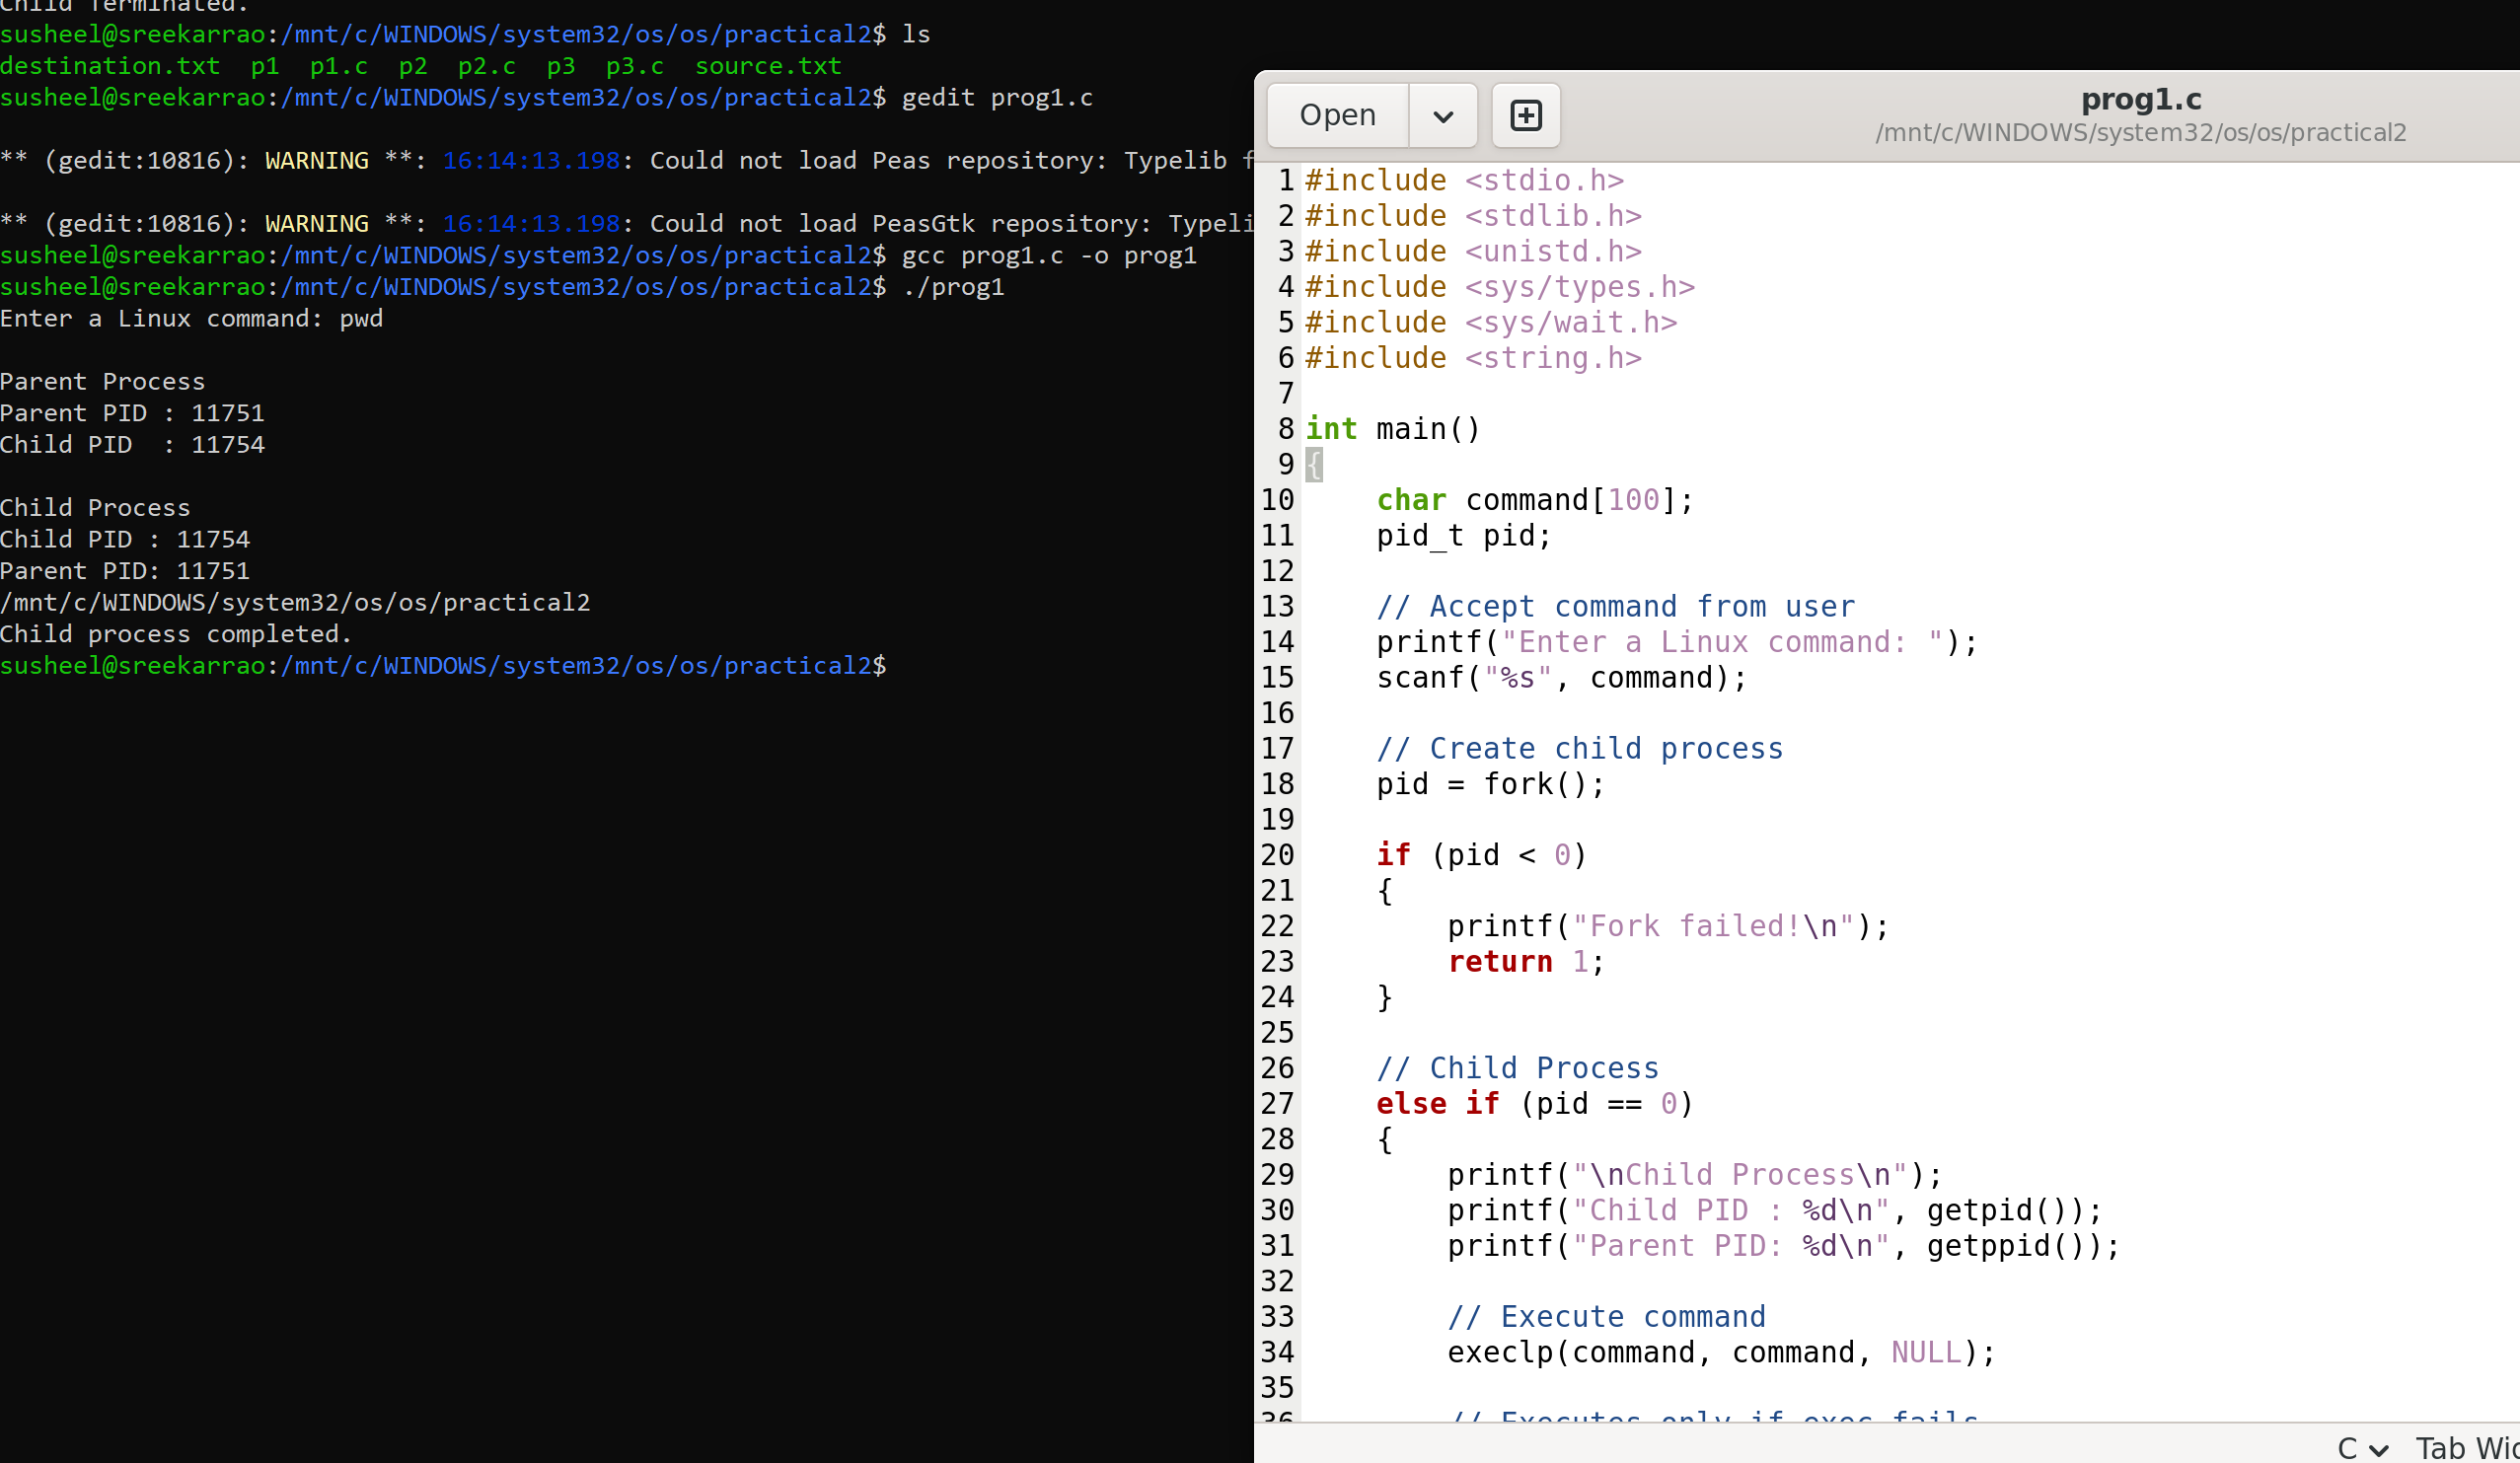 Child Terminated.
susheel@sreekarrao:/mnt/c/WINDOWS/system32/os/os/practical2$ ls
destination.txt  p1  p1.c  p2  p2.c  p3  p3.c  source.txt
susheel@sreekarrao:/mnt/c/WINDOWS/system32/os/os/practical2$ gedit prog1.c
** (gedit:10816): WARNING **: 16:14:13.198: Could not load Peas repository: Typelib f
** (gedit:10816): WARNING **: 16:14:13.198: Could not load PeasGtk repository: Typeli
susheel@sreekarrao:/mnt/c/WINDOWS/system32/os/os/practical2$ gcc prog1.c -o prog1
susheel@sreekarrao:/mnt/c/WINDOWS/system32/os/os/practical2$ ./prog1
Enter a Linux command: pwd
Parent Process
Parent PID : 11751
Child PID  : 11754
Child Process
Child PID : 11754
Parent PID: 11751
/mnt/c/WINDOWS/system32/os/os/practical2
Child process completed.
susheel@sreekarrao:/mnt/c/WINDOWS/system32/os/os/practical2$
Open
prog1.c
/mnt/c/WINDOWS/system32/os/os/practical2
1 #include <stdio.h>
2 #include <stdlib.h>
3 #include <unistd.h>
4 #include <sys/types.h>
5 #include <sys/wait.h>
6 #include <string.h>
7
8 int main()
9 {
10     char command[100];
11     pid_t pid;
12
13     // Accept command from user
14     printf("Enter a Linux command: ");
15     scanf("%s", command);
16
17     // Create child process
18     pid = fork();
19
20     if (pid < 0)
21     {
22         printf("Fork failed!\n");
23         return 1;
24     }
25
26     // Child Process
27     else if (pid == 0)
28     {
29         printf("\nChild Process\n");
30         printf("Child PID : %d\n", getpid());
31         printf("Parent PID: %d\n", getppid());
32
33         // Execute command
34         execlp(command, command, NULL);
35
36         // Executes only if exec fails
C
Tab Wid